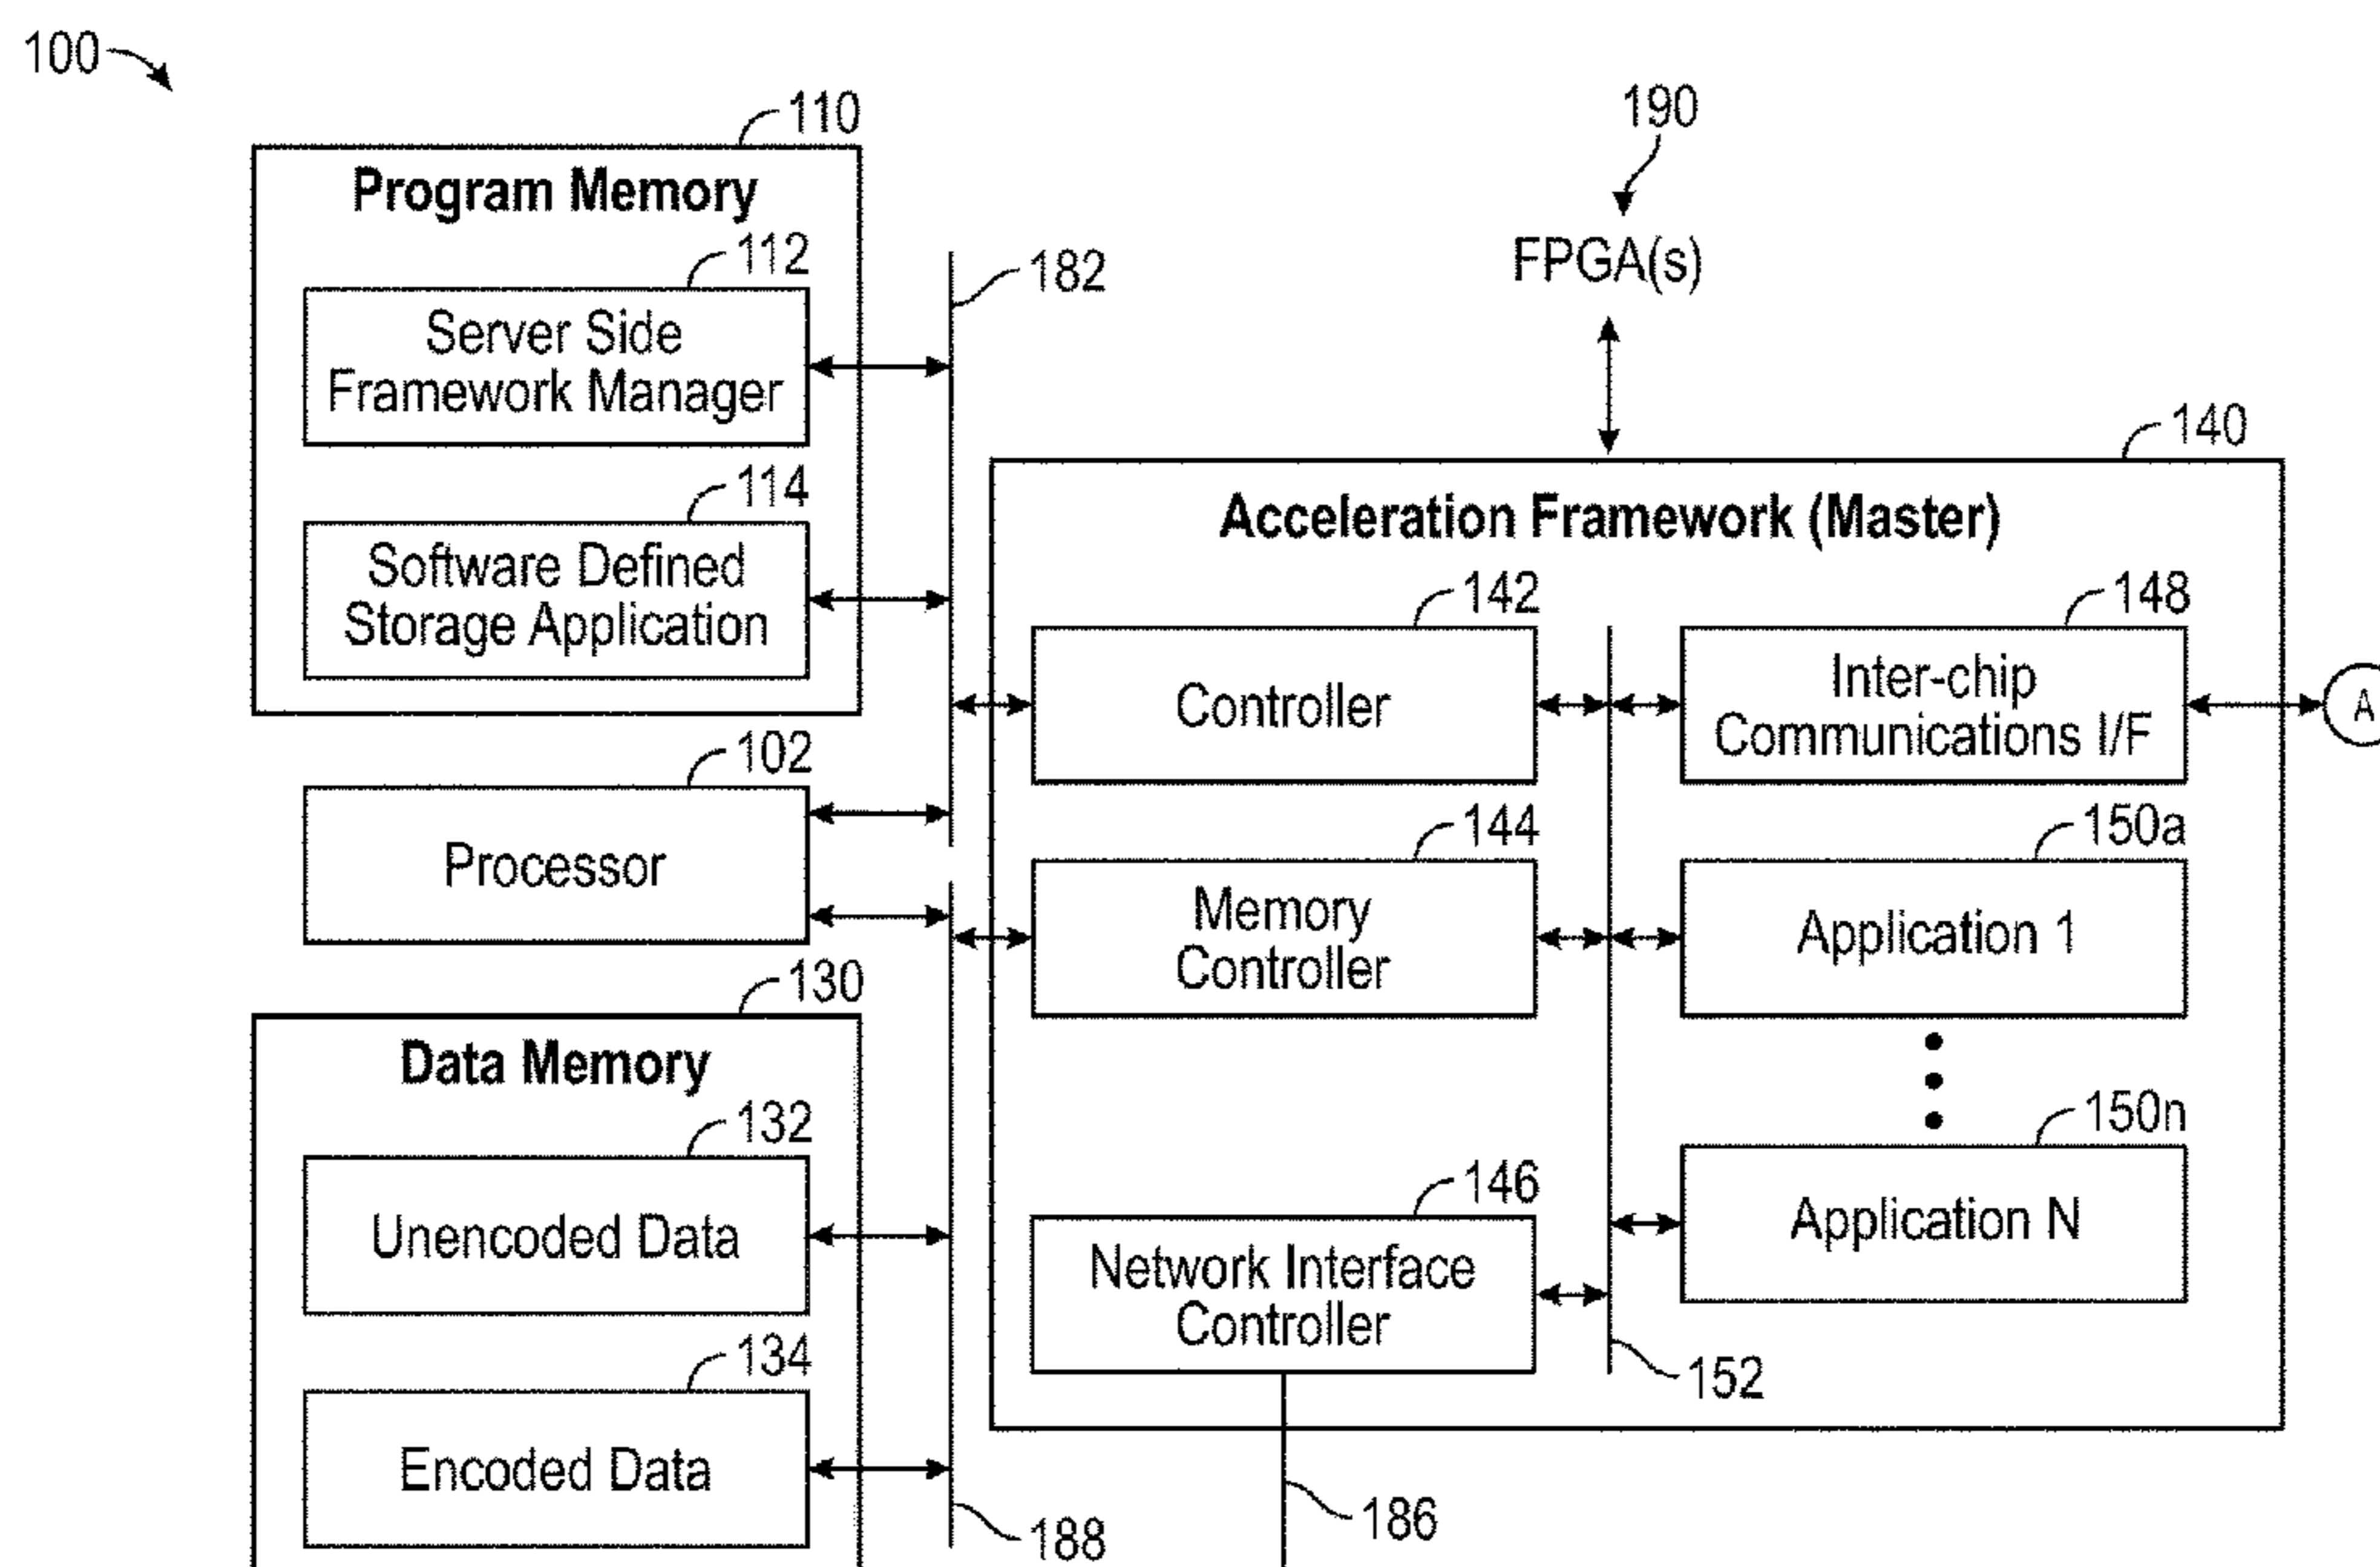 100
110
Program Memory
112
Server Side
Framework Manager
114
Software Defined
Storage Application
182
190
FPGA(s)
140
Acceleration Framework (Master)
142
Controller
148
Inter-chip
Communications I/F
A
102
Processor
144
Memory
Controller
150a
Application 1
130
Data Memory
132
Unencoded Data
134
Encoded Data
188
146
Network Interface
Controller
150n
Application N
152
186